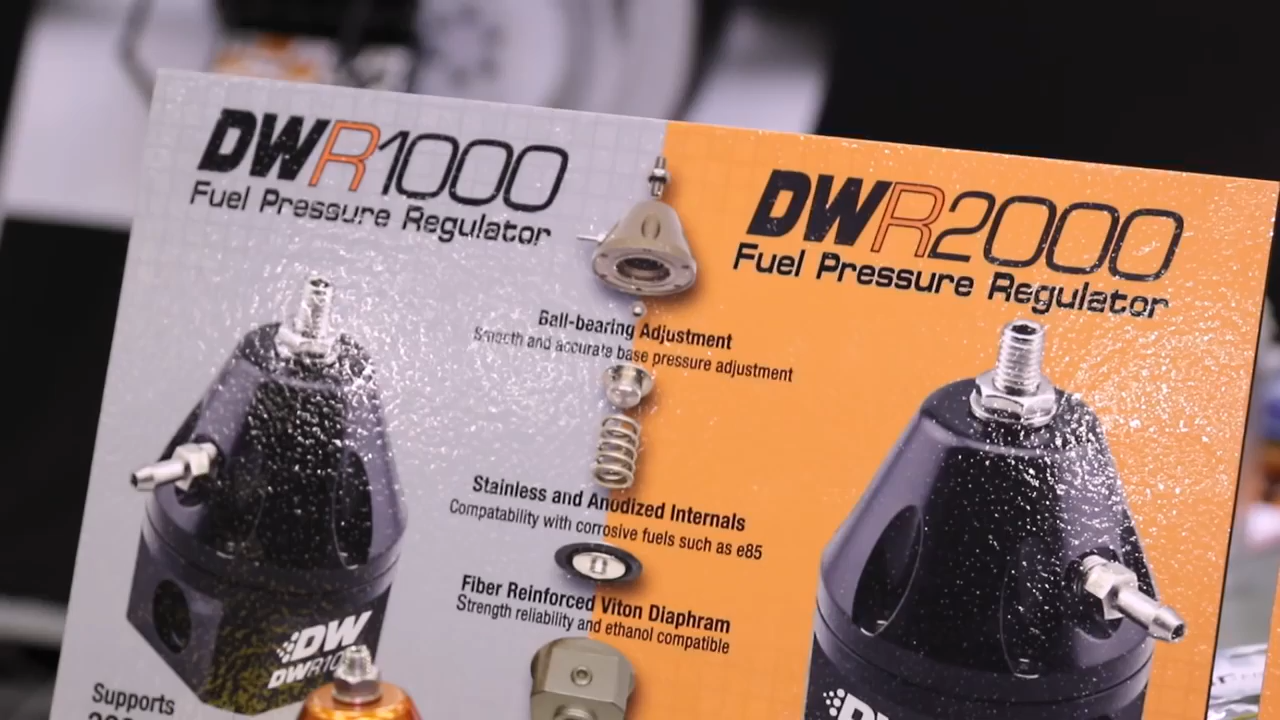 DWR1000
Fuel Pressure Regulator
DWR2000
Fuel Pressure Regulator
Ball-bearing Adjustment
Smooth and accurate base pressure adjustment
Stainless and Anodized Internals
Compatability with corrosive fuels such as e85
Fiber Reinforced Viton Diaphram
Strength reliability and ethanol compatible
DW
DWR10
Supports
DW